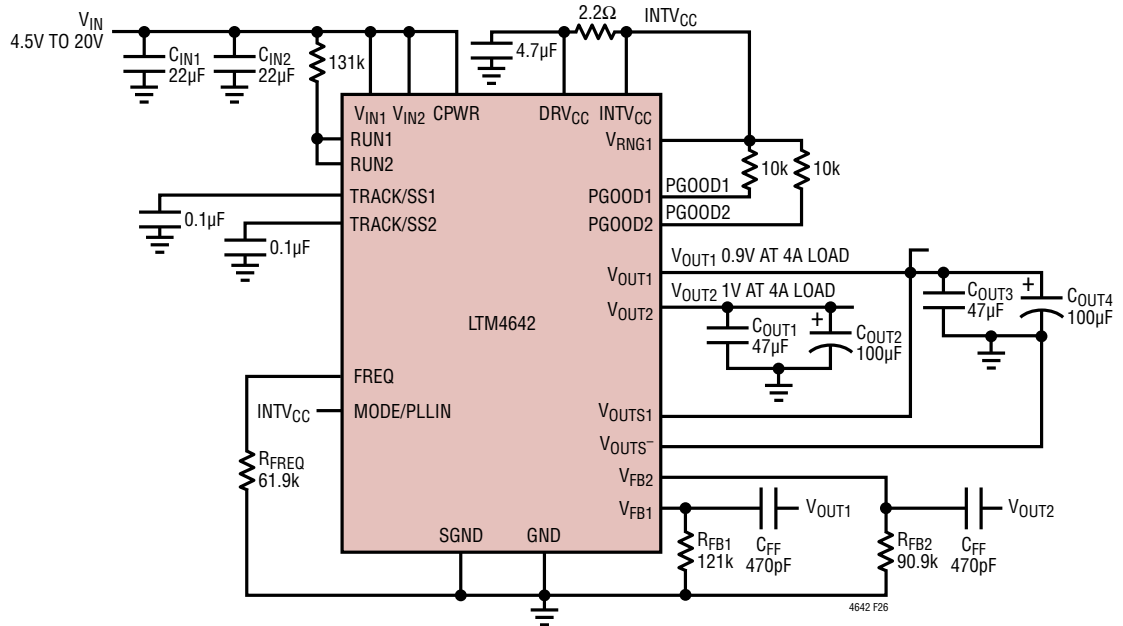 VIN
4.5V TO 20V
CIN1
22µF
CIN2
22µF
131k
4.7µF
2.2Ω
INTVCC
VIN1 VIN2 CPWR
DRVCC INTVCC
RUN1
RUN2
VRNG1
10k
10k
TRACK/SS1
TRACK/SS2
0.1µF
0.1µF
PGOOD1
PGOOD1
PGOOD2
PGOOD2
VOUT1 0.9V AT 4A LOAD
VOUT1
VOUT2 1V AT 4A LOAD
VOUT2
COUT3
47µF
+
COUT4
100µF
COUT1
47µF
+
COUT2
100µF
LTM4642
FREQ
INTVCC
MODE/PLLIN
VOUTS1
VOUTS–
RFREQ
61.9k
VFB2
VFB1
VOUT1
VOUT2
SGND
GND
RFB1
121k
CFF
470pF
RFB2
90.9k
CFF
470pF
4642 F26